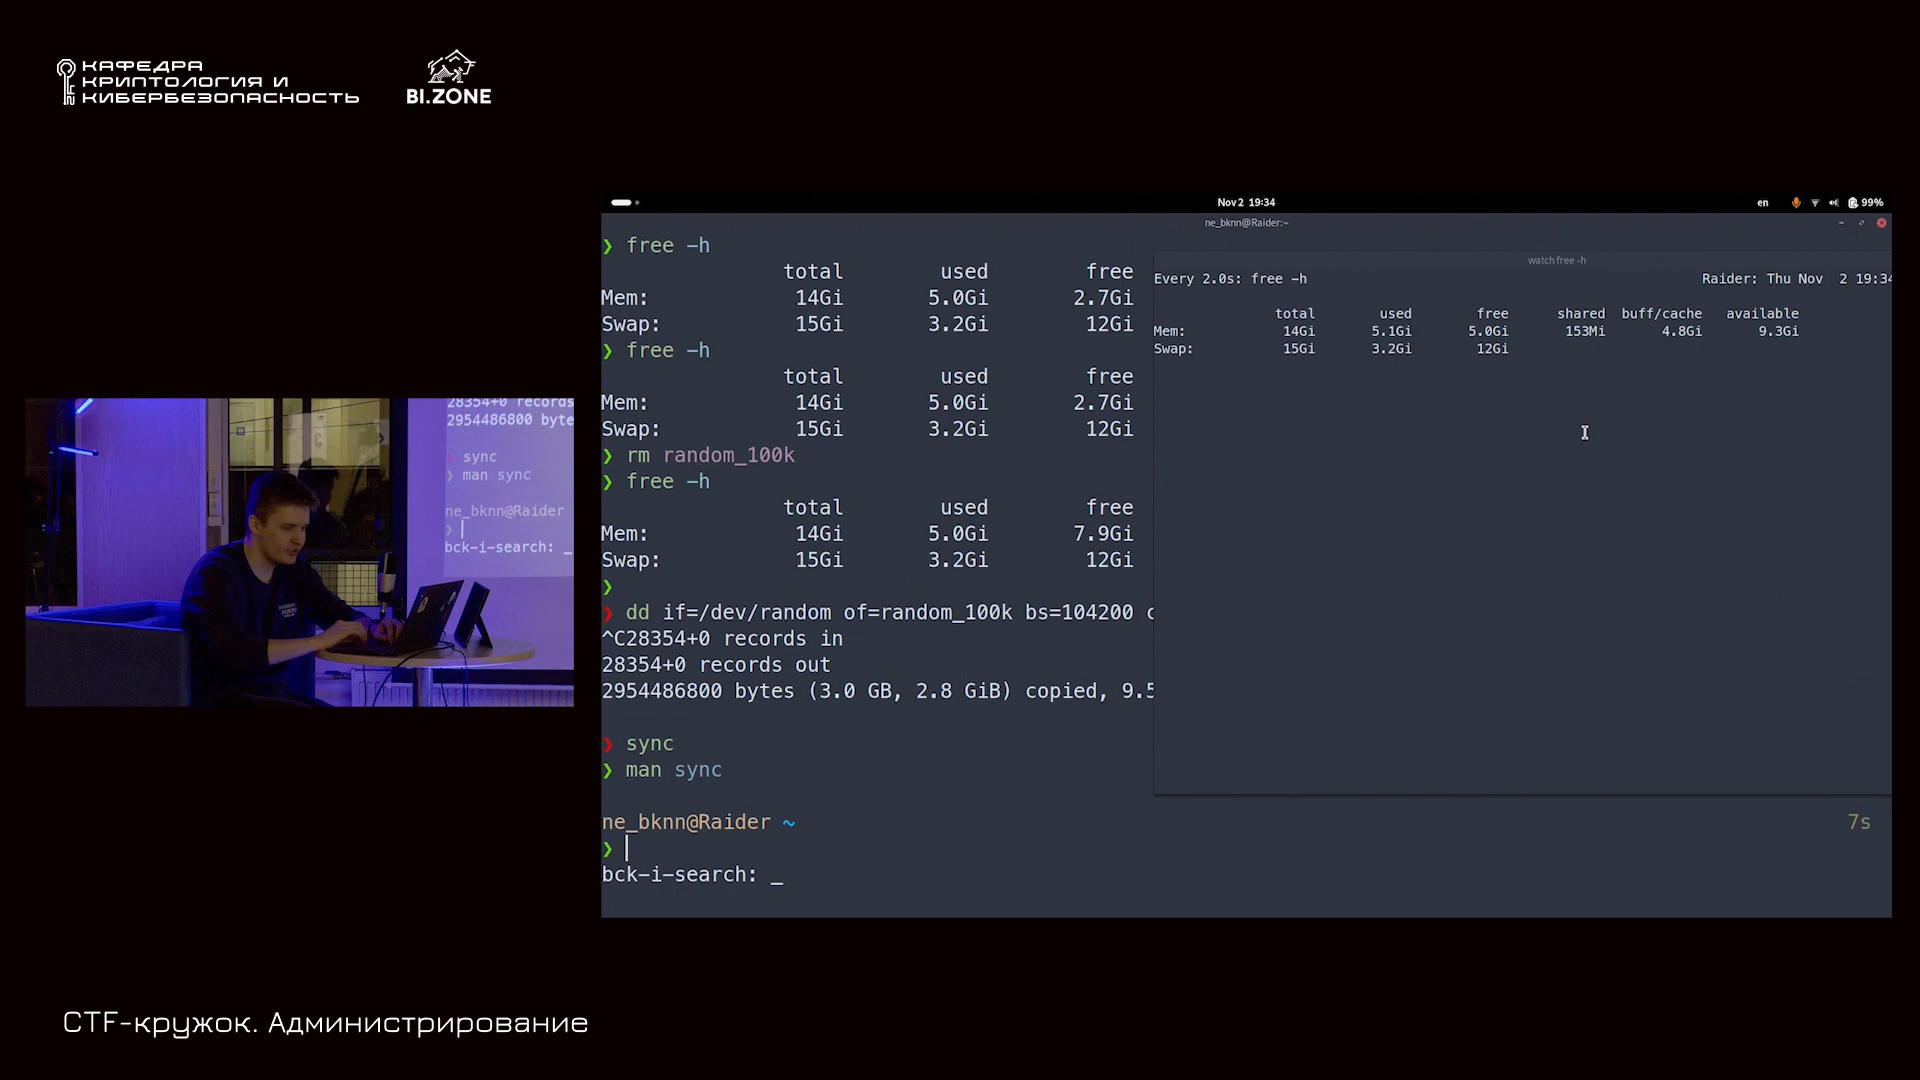 КАФЕДРА
КРИПТОЛОГИЯ И
КИБЕРБЕЗОПАСНОСТЬ
BI.ZONE
Nov 2 19:34
en
99%
ne_bknn@Raider:~
❯ free -h
total used free
Mem: 14Gi 5.0Gi 2.7Gi
Swap: 15Gi 3.2Gi 12Gi
❯ free -h
total used free
Mem: 14Gi 5.0Gi 2.7Gi
Swap: 15Gi 3.2Gi 12Gi
❯ rm random_100k
❯ free -h
total used free
Mem: 14Gi 5.0Gi 7.9Gi
Swap: 15Gi 3.2Gi 12Gi
❯
❯ dd if=/dev/random of=random_100k bs=104200 c
^C28354+0 records in
28354+0 records out
2954486800 bytes (3.0 GB, 2.8 GiB) copied, 9.5
❯ sync
❯ man sync
ne_bknn@Raider ~ 7s
❯
bck-i-search: _
watch free -h
Every 2.0s: free -h Raider: Thu Nov 2 19:34
total used free shared buff/cache available
Mem: 14Gi 5.1Gi 5.0Gi 153Mi 4.8Gi 9.3Gi
Swap: 15Gi 3.2Gi 12Gi
28354+0 records
2954486800 byte
❯ sync
❯ man sync
ne_bknn@Raider
❯
bck-i-search: _
CTF-кружок. Администрирование